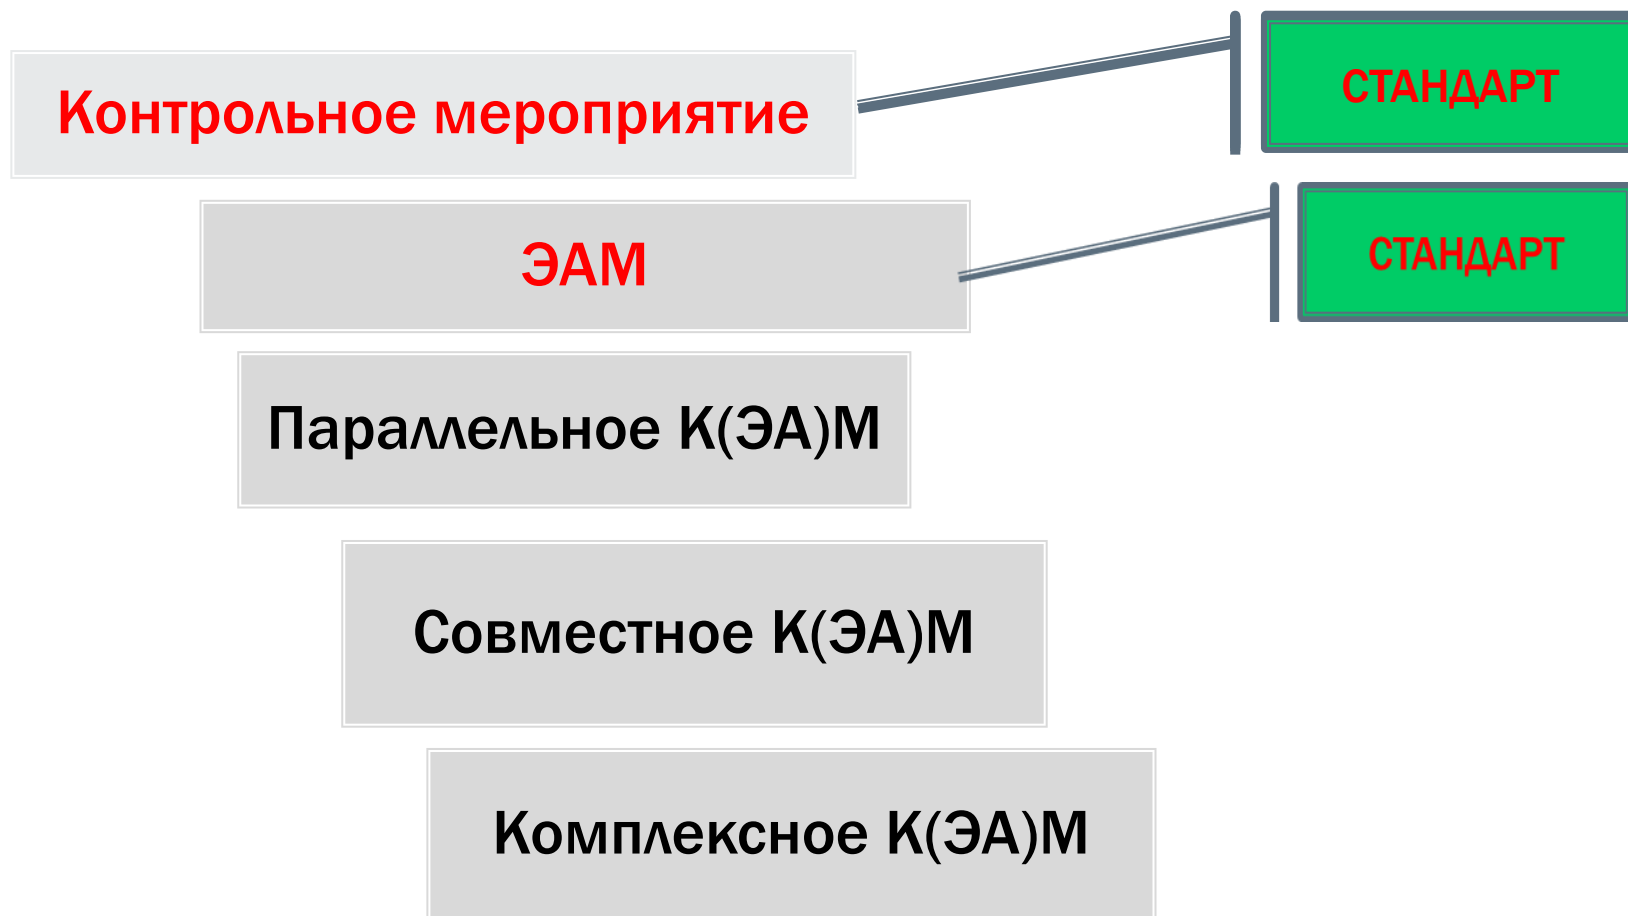 Контрольное мероприятие
СТАНДАРТ
ЭАМ
СТАНДАРТ
Параллельное К(ЭА)М
Совместное К(ЭА)М
Комплексное К(ЭА)М